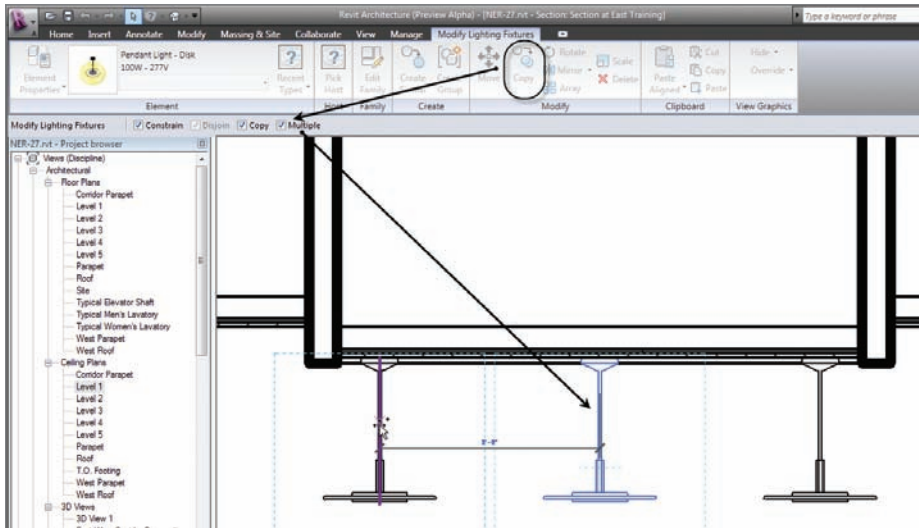 Revit Architecture (Preview Alpha) - [NER-27.rvt - Section: Section at East Training]
Type a keyword or phrase
Home Insert Annotate Modify Massing & Site Collaborate View Manage Modify Lighting Fixtures
Pendant Light - Disk
100W - 277V
Element Properties
Recent Types
Pick Host
Edit Family
Create
Group
Move
Copy
Rotate
Mirror
Array
Scale
Delete
Paste Aligned
Cut
Copy
Paste
Hide
Override
Element Host Family Create Modify Clipboard View Graphics
Modify Lighting Fixtures Constrain Disjoin Copy Multiple
NER-27.rvt - Project browser
Views (Discipline)
Architectural
Floor Plans
Corridor Parapet
Level 1
Level 2
Level 3
Level 4
Level 5
Parapet
Roof
Site
Typical Elevator Shaft
Typical Men's Lavatory
Typical Women's Lavatory
West Parapet
West Roof
Ceiling Plans
Corridor Parapet
Level 1
Level 2
Level 3
Level 4
Level 5
Parapet
Roof
T.O. Footing
West Parapet
West Roof
3D Views
3D View 1